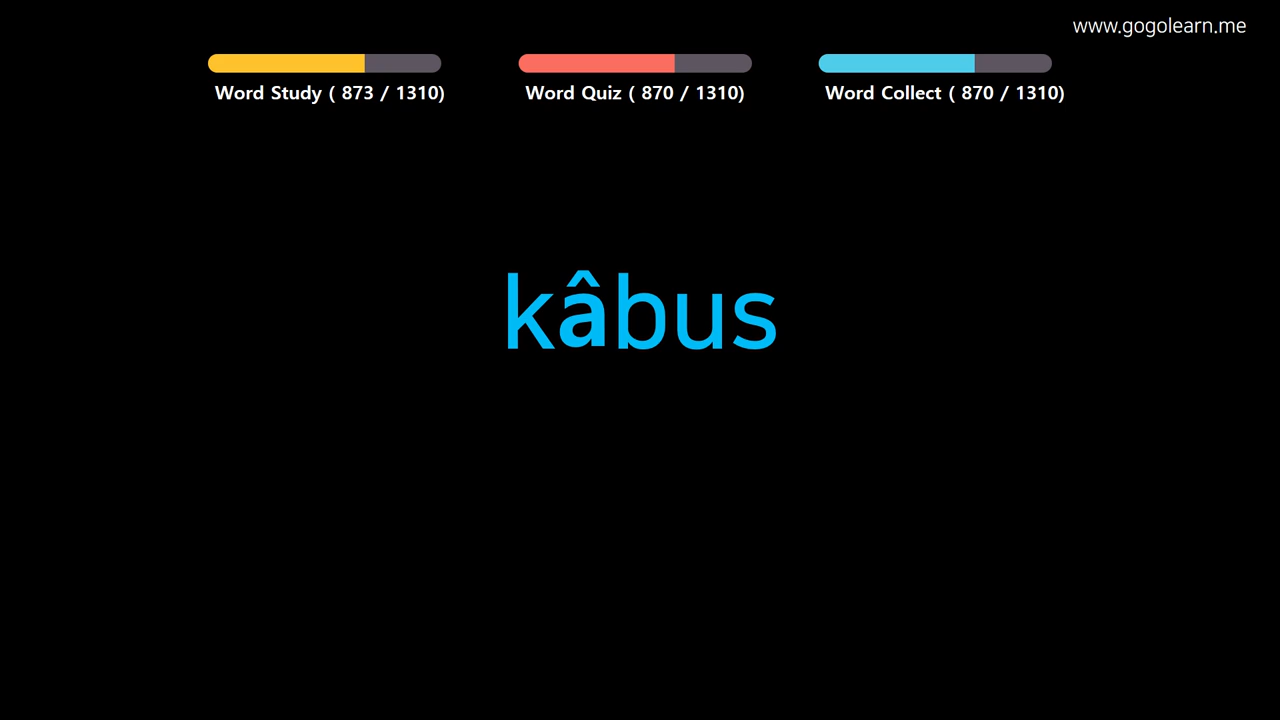 www.gogolearn.me
Word Study ( 873 / 1310)
Word Quiz ( 870 / 1310)
Word Collect ( 870 / 1310)
kâbus